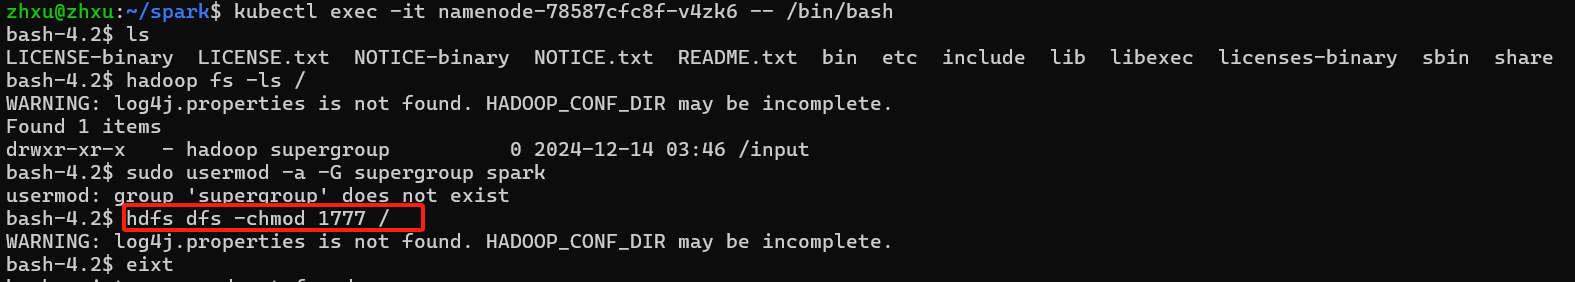 zhxu@zhxu:~/spark$ kubectl exec -it namenode-78587cfc8f-v4zk6 -- /bin/bash
bash-4.2$ ls
LICENSE-binary  LICENSE.txt  NOTICE-binary  NOTICE.txt  README.txt  bin  etc  include  lib  libexec  licenses-binary  sbin  share
bash-4.2$ hadoop fs -ls /
WARNING: log4j.properties is not found. HADOOP_CONF_DIR may be incomplete.
Found 1 items
drwxr-xr-x   - hadoop supergroup          0 2024-12-14 03:46 /input
bash-4.2$ sudo usermod -a -G supergroup spark
usermod: group 'supergroup' does not exist
bash-4.2$ hdfs dfs -chmod 1777 /
WARNING: log4j.properties is not found. HADOOP_CONF_DIR may be incomplete.
bash-4.2$ eixt